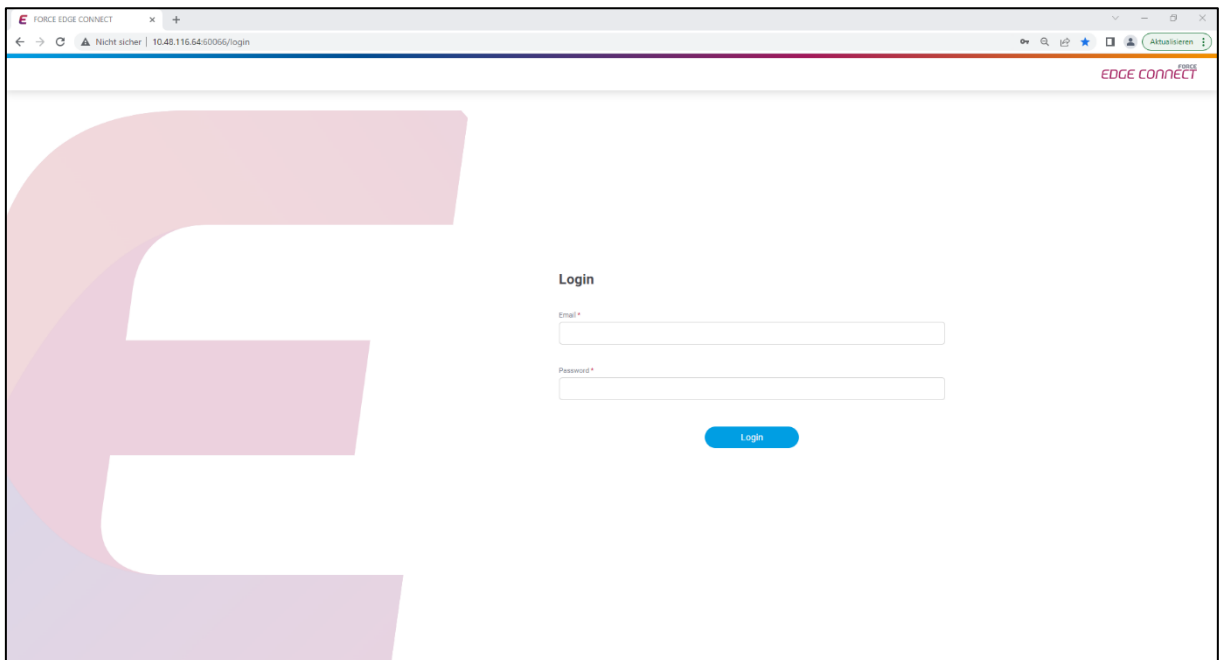 FORCE EDGE CONNECT
Nicht sicher | 10.48.116.64:60066/login
Aktualisieren
FORCE
EDGE CONNECT
Login
Email *
Password *
Login